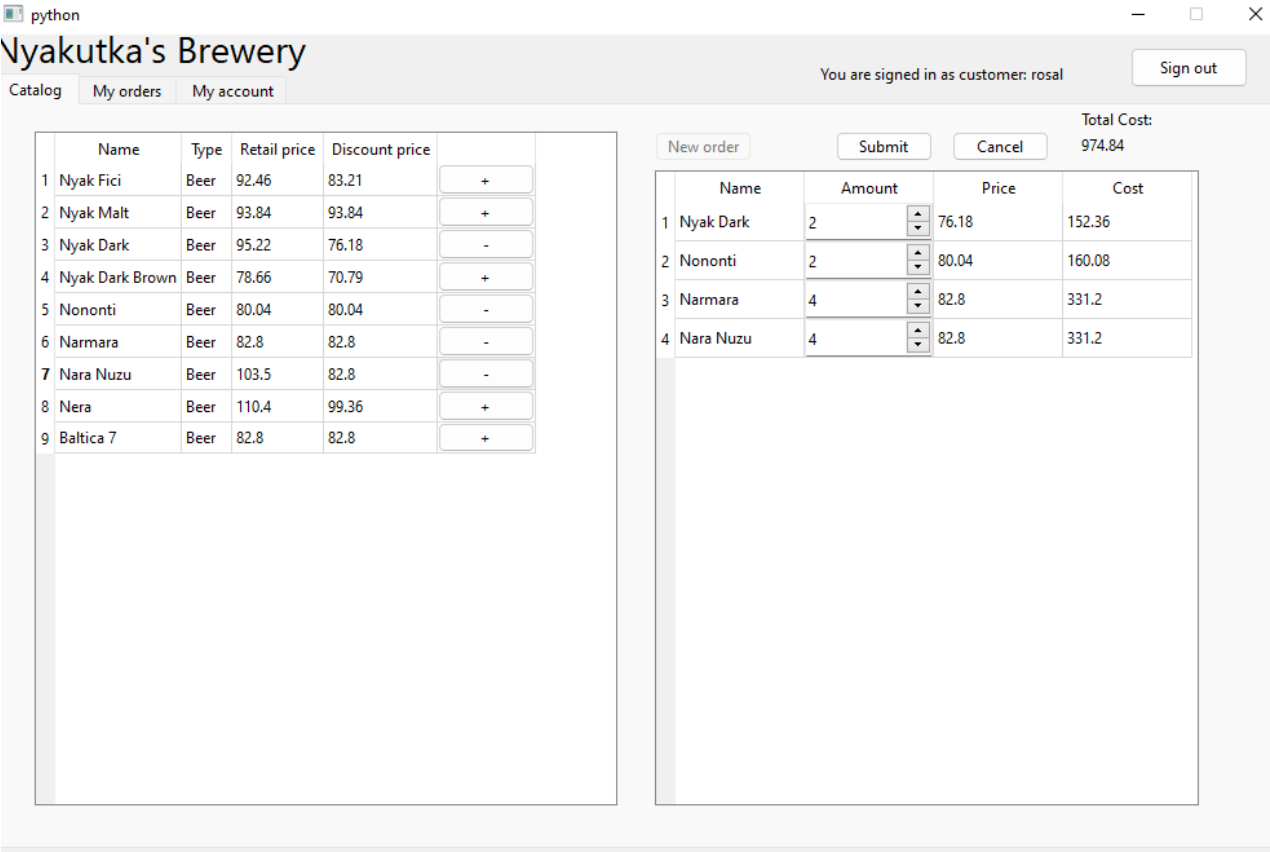 python
Nyakutka's Brewery
You are signed in as customer: rosal
Sign out
Catalog My orders My account
Name Type Retail price Discount price
1 Nyak Fici Beer 92.46 83.21 +
2 Nyak Malt Beer 93.84 93.84 +
3 Nyak Dark Beer 95.22 76.18 -
4 Nyak Dark Brown Beer 78.66 70.79 +
5 Nononti Beer 80.04 80.04 -
6 Narmara Beer 82.8 82.8 -
7 Nara Nuzu Beer 103.5 82.8 -
8 Nera Beer 110.4 99.36 +
9 Baltica 7 Beer 82.8 82.8 +
New order Submit Cancel
Total Cost:
974.84
Name Amount Price Cost
1 Nyak Dark 2 76.18 152.36
2 Nononti 2 80.04 160.08
3 Narmara 4 82.8 331.2
4 Nara Nuzu 4 82.8 331.2